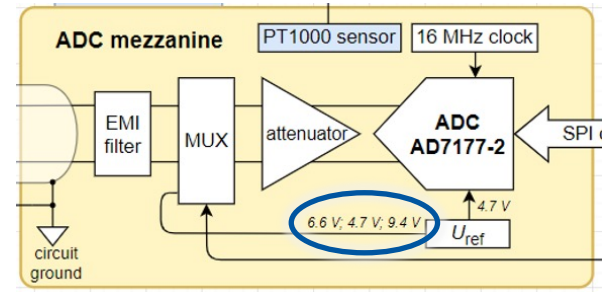 ADC mezzanine
PT1000 sensor
16 MHz clock
EMI
filter
MUX
attenuator
ADC
AD7177-2
SPI
4.7 V
6.6 V; 4.7 V; 9.4 V
Uref
circuit
ground